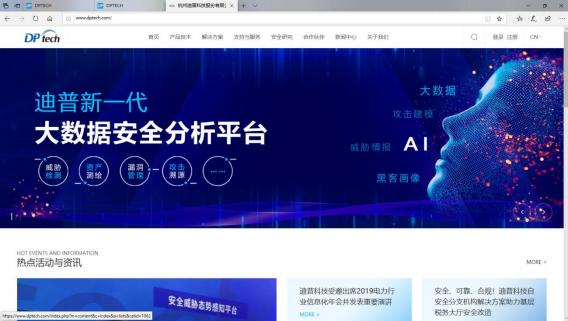 DPTECH
DPTECH
杭州迪普科技股份有限公
www.dptech.com/
DPtech
首页 产品技术 解决方案 支持与服务 安全研究 合作伙伴 新闻中心 关于我们
登录 注册 CN
迪普新一代
大数据安全分析平台
威胁检测 资产测绘 漏洞管理 攻击溯源 ……
大数据
攻击建模
威胁情报 AI
黑客画像
HOT EVENTS AND INFORMATION
热点活动与资讯
MORE >
安全威胁态势感知平台
迪普科技受邀出席2019电力行
业信息化年会并发表重要演讲
MORE >
安全、可靠、合规！迪普科技自
安全分支机构解决方案助力基层
税务大厅安全改造